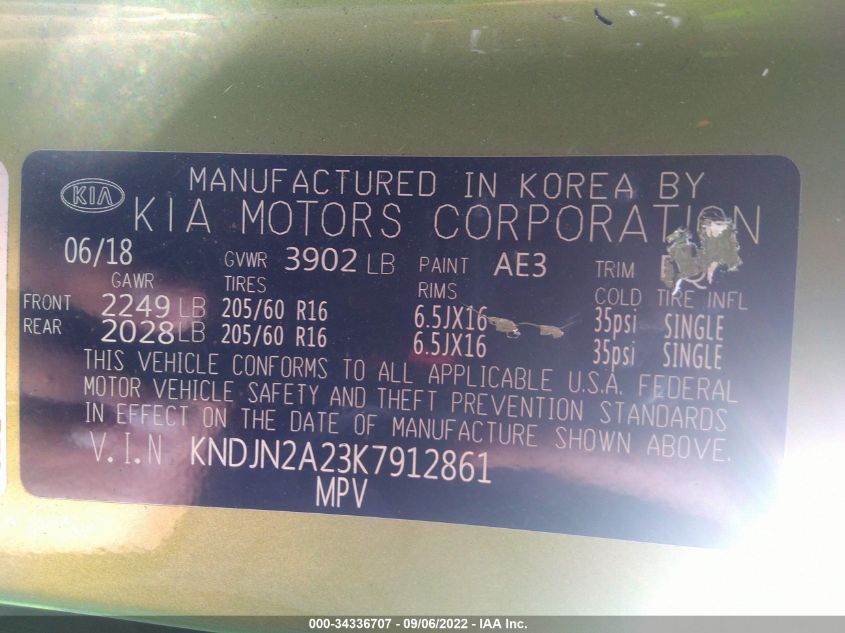 KIA
MANUFACTURED IN KOREA BY
KIA MOTORS CORPORATION
06/18 GVWR 3902 LB PAINT AE3 TRIM
GAWR TIRES RIMS COLD TIRE INFL
FRONT 2249 LB 205/60 R16 6.5JX16 35psi SINGLE
REAR 2028 LB 205/60 R16 6.5JX16 35psi SINGLE
THIS VEHICLE CONFORMS TO ALL APPLICABLE U.S.A. FEDERAL
MOTOR VEHICLE SAFETY AND THEFT PREVENTION STANDARDS
IN EFFECT ON THE DATE OF MANUFACTURE SHOWN ABOVE.
V.I.N KNDJN2A23K7912861
MPV
000-34336707 - 09/06/2022 - IAA Inc.